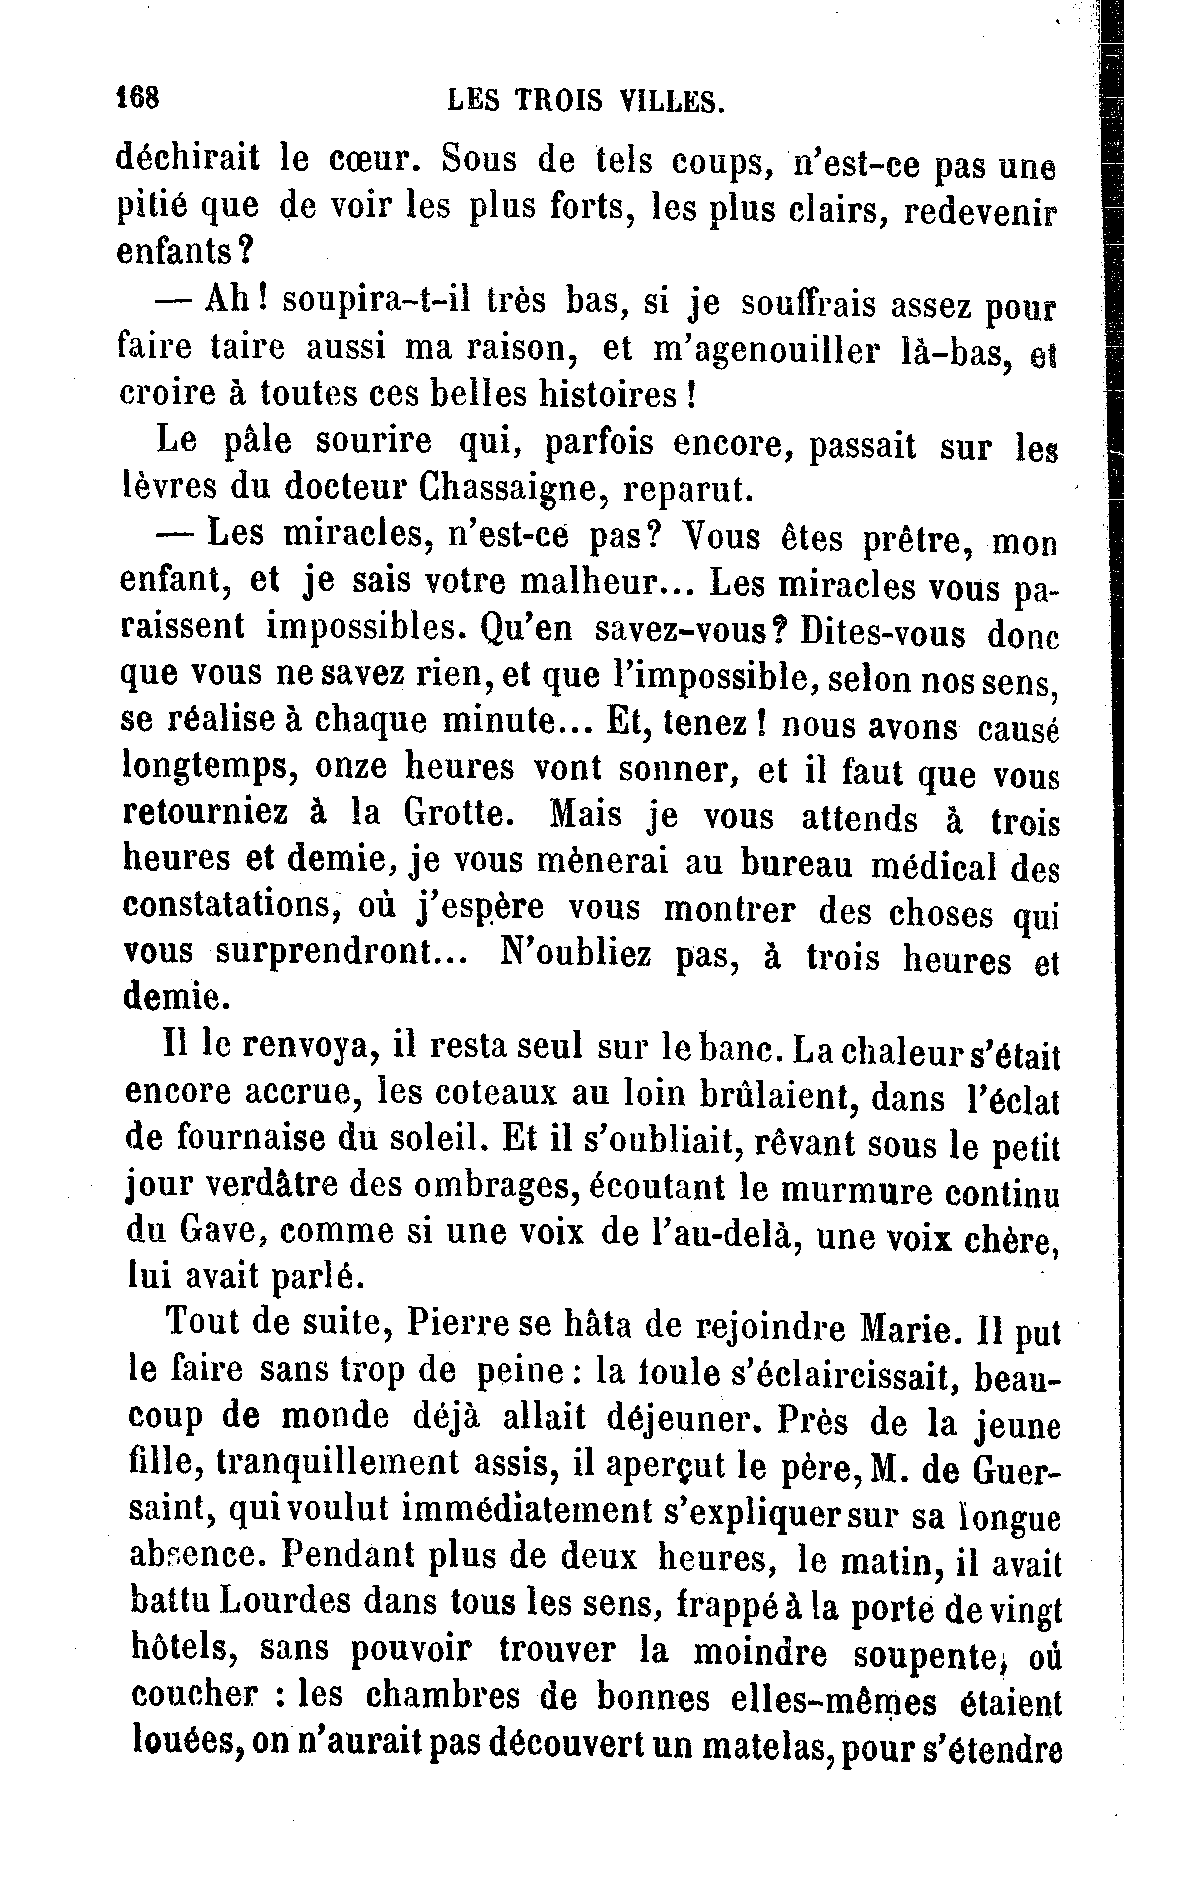 168 LES TROIS VILLES.
déchirait le cœur. Sous de tels coups, n'est-ce pas une
pitié que de voir les plus forts, les plus clairs, redevenir
enfants?
— Ah! soupira-t-il très bas, si je souffrais assez pour
faire taire aussi ma raison, et m'agenouiller là-bas, et
croire à toutes ces belles histoires !
Le pâle sourire qui, parfois encore, passait sur les
lèvres du docteur Chassaigne, reparut.
— Les miracles, n'est-ce pas? Vous êtes prêtre, mon
enfant, et je sais votre malheur... Les miracles vous pa-
raissent impossibles. Qu'en savez-vous? Dites-vous donc
que vous ne savez rien, et que l'impossible, selon nos sens,
se réalise à chaque minute... Et, tenez ! nous avons causé
longtemps, onze heures vont sonner, et il faut que vous
retourniez à la Grotte. Mais je vous attends à trois
heures et demie, je vous mènerai au bureau médical des
constatations, où j'espère vous montrer des choses qui
vous surprendront... N'oubliez pas, à trois heures et
demie.
Il le renvoya, il resta seul sur le banc. La chaleur s'était
encore accrue, les coteaux au loin brûlaient, dans l'éclat
de fournaise du soleil. Et il s'oubliait, rêvant sous le petit
jour verdâtre des ombrages, écoutant le murmure continu
du Gave, comme si une voix de l'au-delà, une voix chère,
lui avait parlé.
Tout de suite, Pierre se hâta de rejoindre Marie. Il put
le faire sans trop de peine : la foule s'éclaircissait, beau-
coup de monde déjà allait déjeuner. Près de la jeune
fille, tranquillement assis, il aperçut le père, M. de Guer-
saint, qui voulut immédiatement s'expliquer sur sa longue
absence. Pendant plus de deux heures, le matin, il avait
battu Lourdes dans tous les sens, frappé à la porte de vingt
hôtels, sans pouvoir trouver la moindre soupente, où
coucher : les chambres de bonnes elles-mêmes étaient
louées, on n'aurait pas découvert un matelas, pour s'étendre